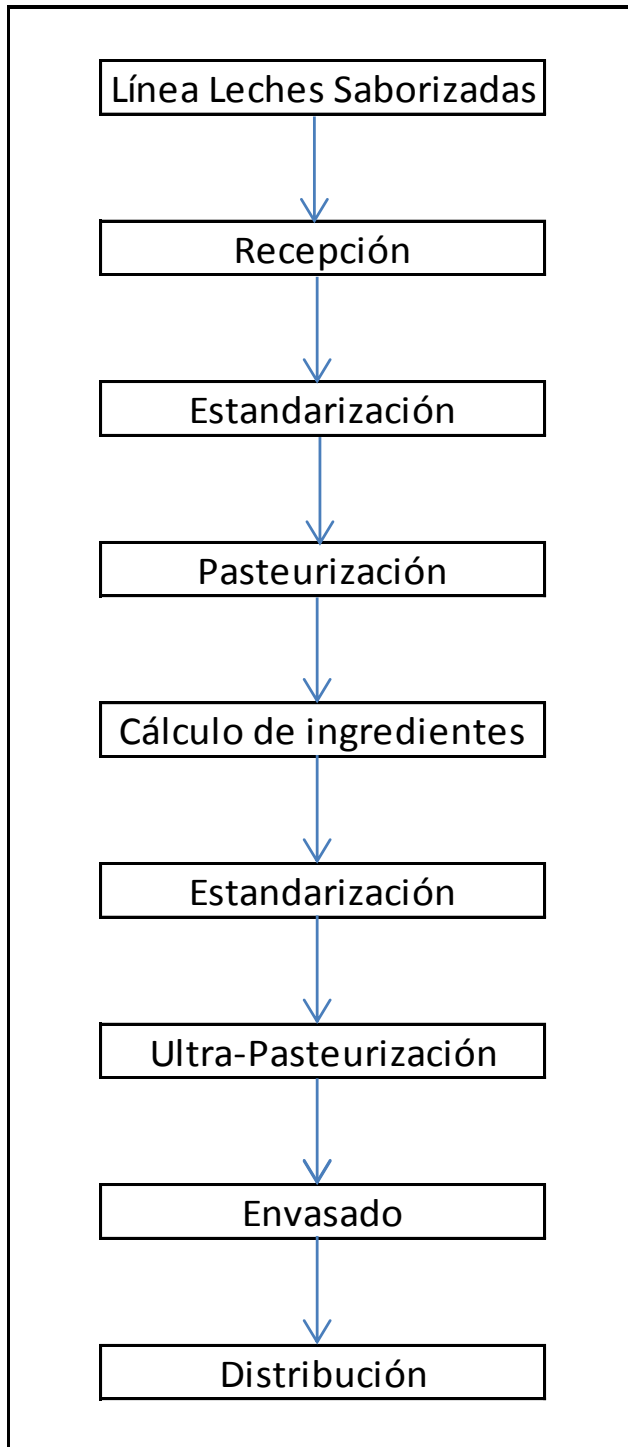 Línea Leches Saborizadas
Recepción
Estandarización
Pasteurización
Cálculo de ingredientes
Estandarización
Ultra-Pasteurización
Envasado
Distribución